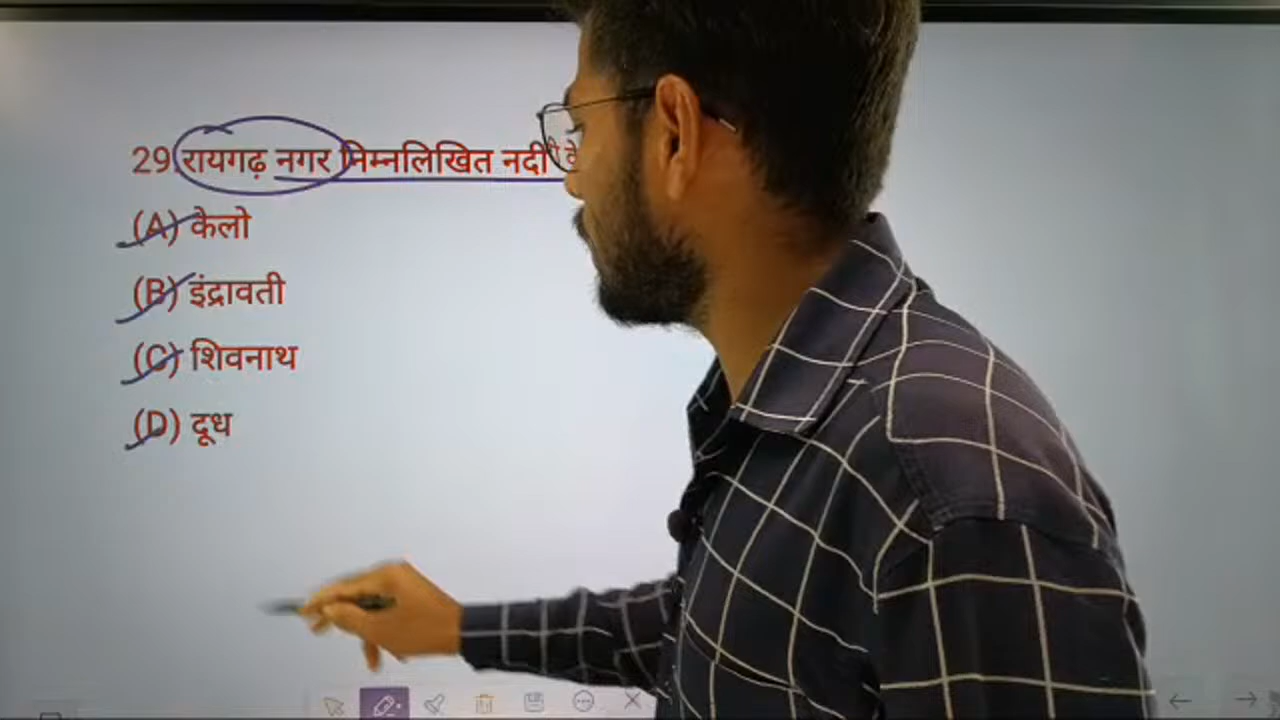 29. रायगढ़ नगर निम्नलिखित नदी
(A) केलो
(B) इंद्रावती
(C) शिवनाथ
(D) दूध